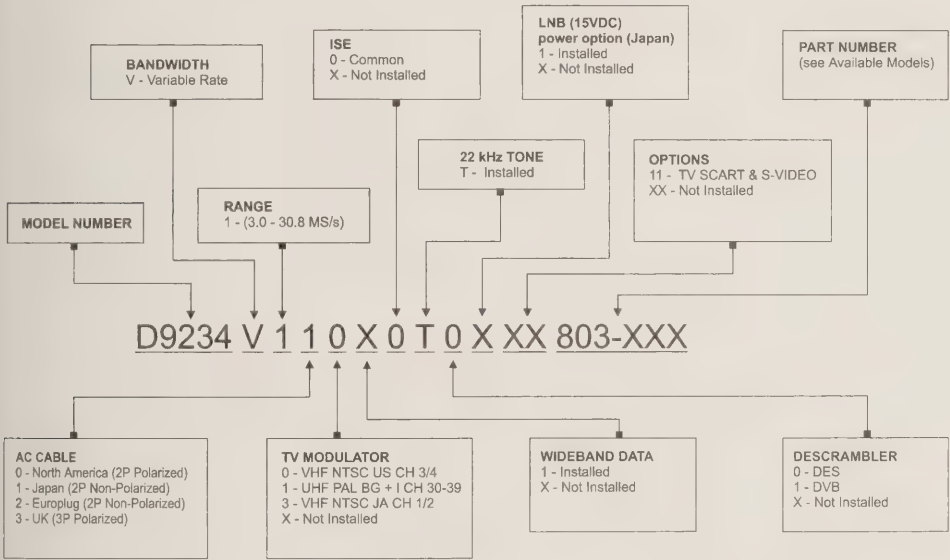 LNB (15VDC)
power option (Japan)
1 - Installed
X - Not Installed
ISE
0 - Common
X - Not Installed
PART NUMBER
(see Available Models)
BANDWIDTH
V - Variable Rate
22 kHz TONE
T - Installed
OPTIONS
11 - TV SCART & S-VIDEO
XX - Not Installed
RANGE
1 - (3.0 - 30.8 MS/s)
MODEL NUMBER
D9234 V 1 1 0 X 0 T 0 X XX 803-XXX
AC CABLE
0 - North America (2P Polarized)
1 - Japan (2P Non-Polarized)
2 - Europlug (2P Non-Polarized)
3 - UK (3P Polarized)
TV MODULATOR
0 - VHF NTSC US CH 3/4
1 - UHF PAL BG + I CH 30-39
3 - VHF NTSC JA CH 1/2
X - Not Installed
WIDEBAND DATA
1 - Installed
X - Not Installed
DESCRAMBLER
0 - DES
1 - DVB
X - Not Installed